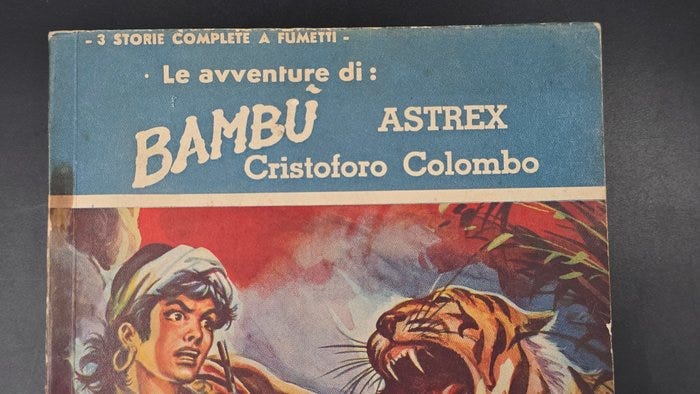 - 3 STORIE COMPLETE A FUMETTI -
· Le avventure di:
BAMBÙ ASTREX
Cristoforo Colombo